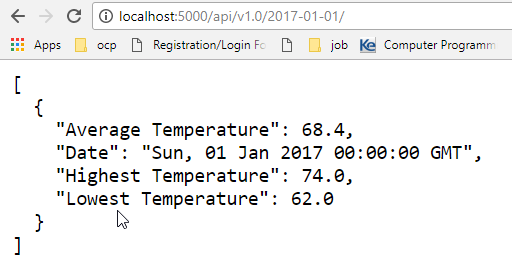 localhost:5000/api/v1.0/2017-01-01/
Apps ocp Registration/Login Fo job Ke Computer Programm
[
{
"Average Temperature": 68.4,
"Date": "Sun, 01 Jan 2017 00:00:00 GMT",
"Highest Temperature": 74.0,
"Lowest Temperature": 62.0
}
]